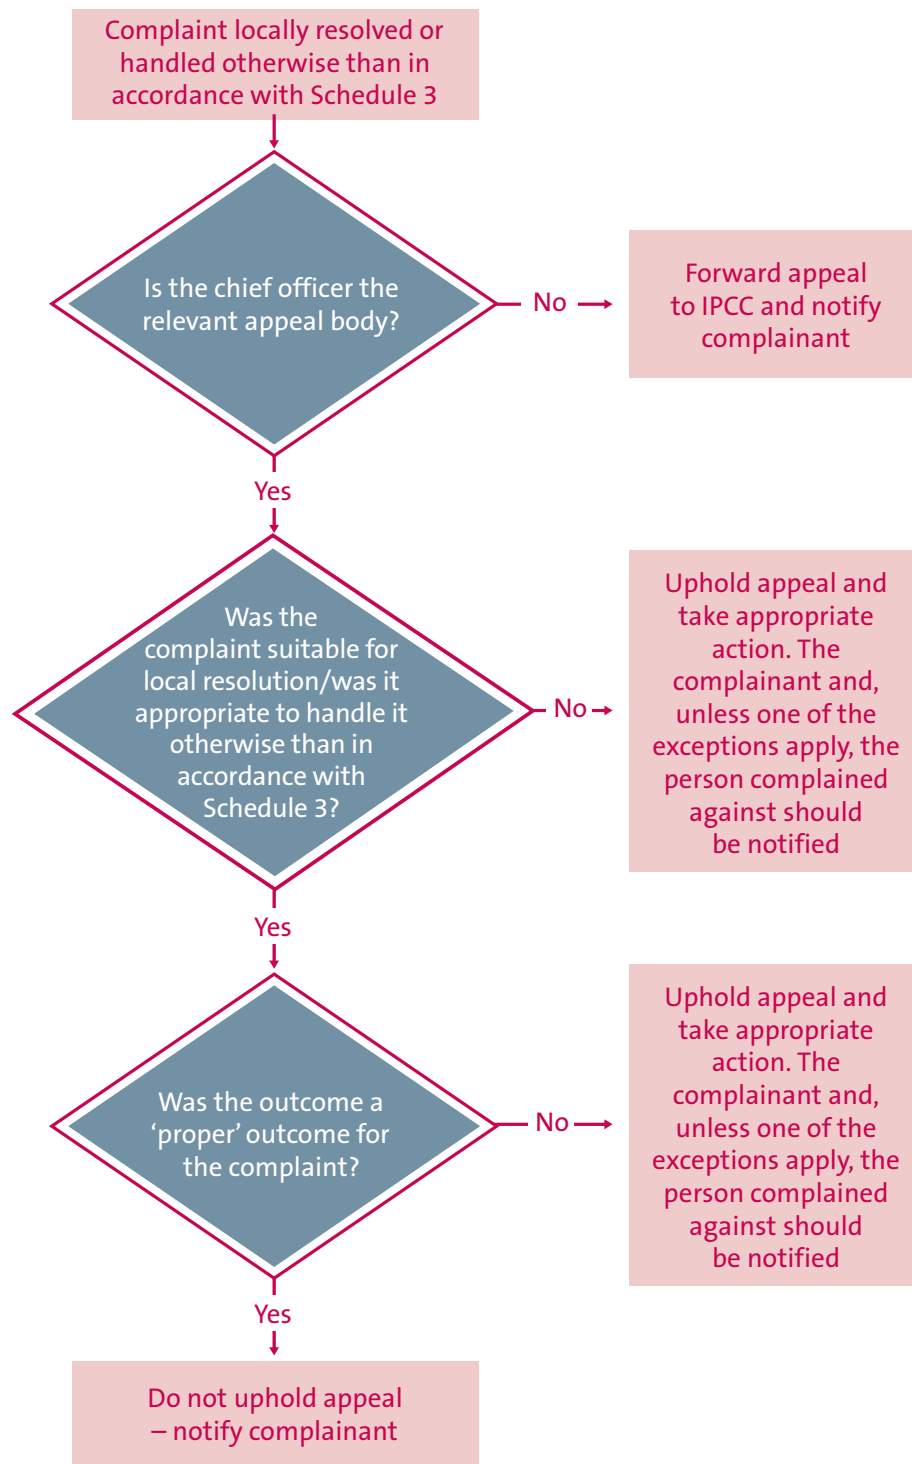 Complaint locally resolved or
handled otherwise than in
accordance with Schedule 3
Is the chief officer the
relevant appeal body?
No
Forward appeal
to IPCC and notify
complainant
Yes
Was the
complaint suitable for
local resolution/was it
appropriate to handle it
otherwise than in
accordance with
Schedule 3?
No
Uphold appeal and
take appropriate
action. The
complainant and,
unless one of the
exceptions apply, the
person complained
against should
be notified
Yes
Was the outcome a
‘proper’ outcome for
the complaint?
No
Uphold appeal and
take appropriate
action. The
complainant and,
unless one of the
exceptions apply, the
person complained
against should
be notified
Yes
Do not uphold appeal
– notify complainant